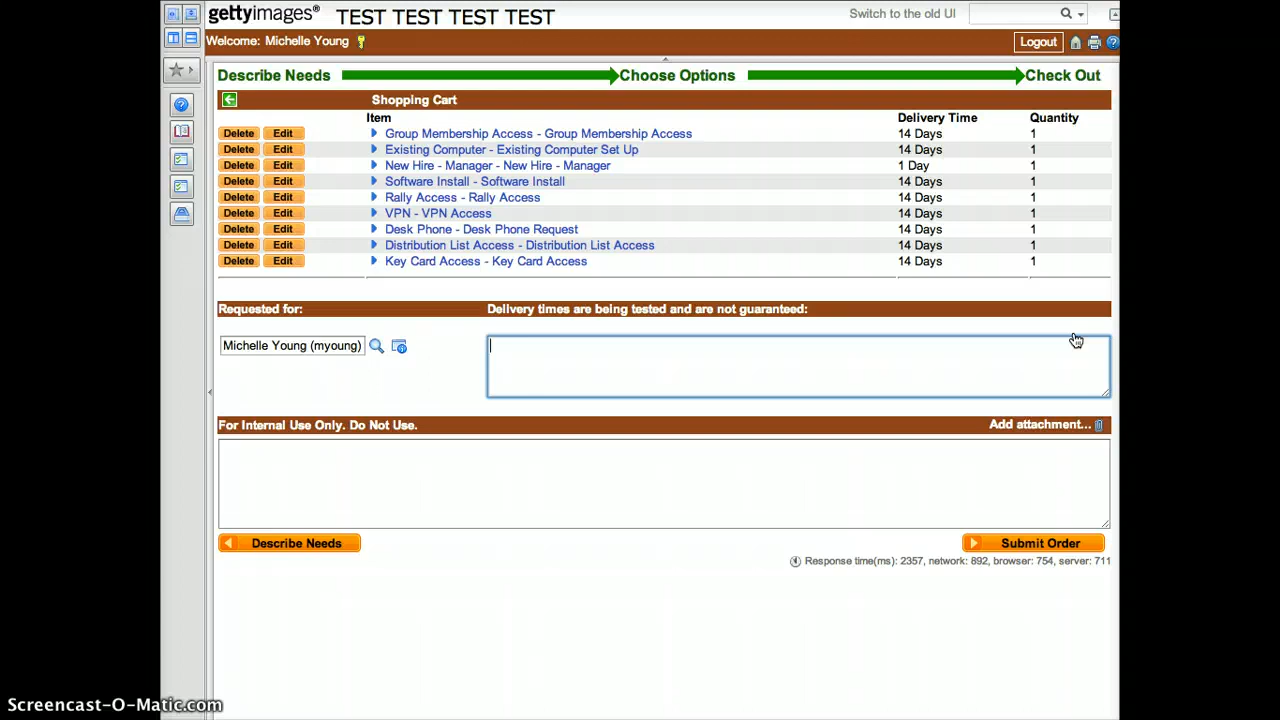 gettyimages® TEST TEST TEST TEST Switch to the old UI
Welcome: Michelle Young Logout
Describe Needs Choose Options Check Out
Shopping Cart
Item Delivery Time Quantity
Delete Edit Group Membership Access - Group Membership Access 14 Days 1
Delete Edit Existing Computer - Existing Computer Set Up 14 Days 1
Delete Edit New Hire - Manager - New Hire - Manager 1 Day 1
Delete Edit Software Install - Software Install 14 Days 1
Delete Edit Rally Access - Rally Access 14 Days 1
Delete Edit VPN - VPN Access 14 Days 1
Delete Edit Desk Phone - Desk Phone Request 14 Days 1
Delete Edit Distribution List Access - Distribution List Access 14 Days 1
Delete Edit Key Card Access - Key Card Access 14 Days 1
Requested for: Delivery times are being tested and are not guaranteed:
Michelle Young (myoung)
For Internal Use Only. Do Not Use. Add attachment...
Describe Needs Submit Order
Response time(ms): 2357, network: 892, browser: 754, server: 711
Screencast-O-Matic.com